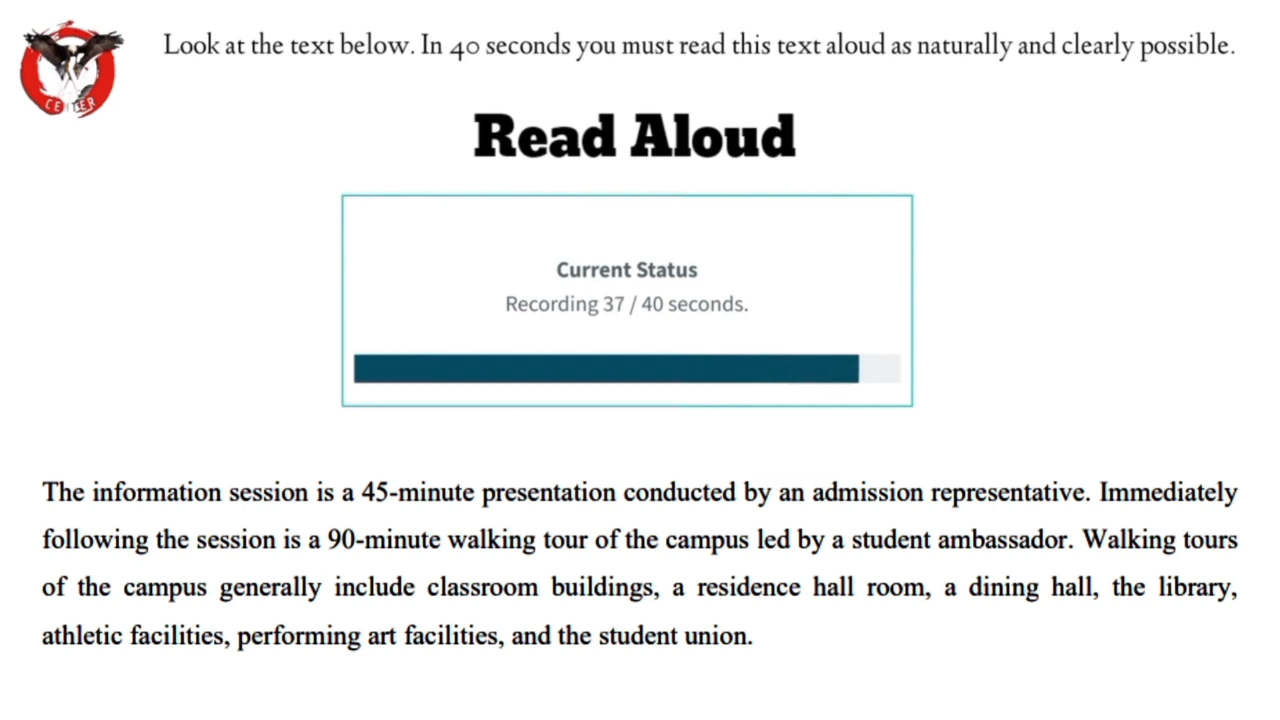 CENTER
Look at the text below. In 40 seconds you must read this text aloud as naturally and clearly possible.
Read Aloud
Current Status
Recording 37 / 40 seconds.
The information session is a 45-minute presentation conducted by an admission representative. Immediately
following the session is a 90-minute walking tour of the campus led by a student ambassador. Walking tours
of the campus generally include classroom buildings, a residence hall room, a dining hall, the library,
athletic facilities, performing art facilities, and the student union.